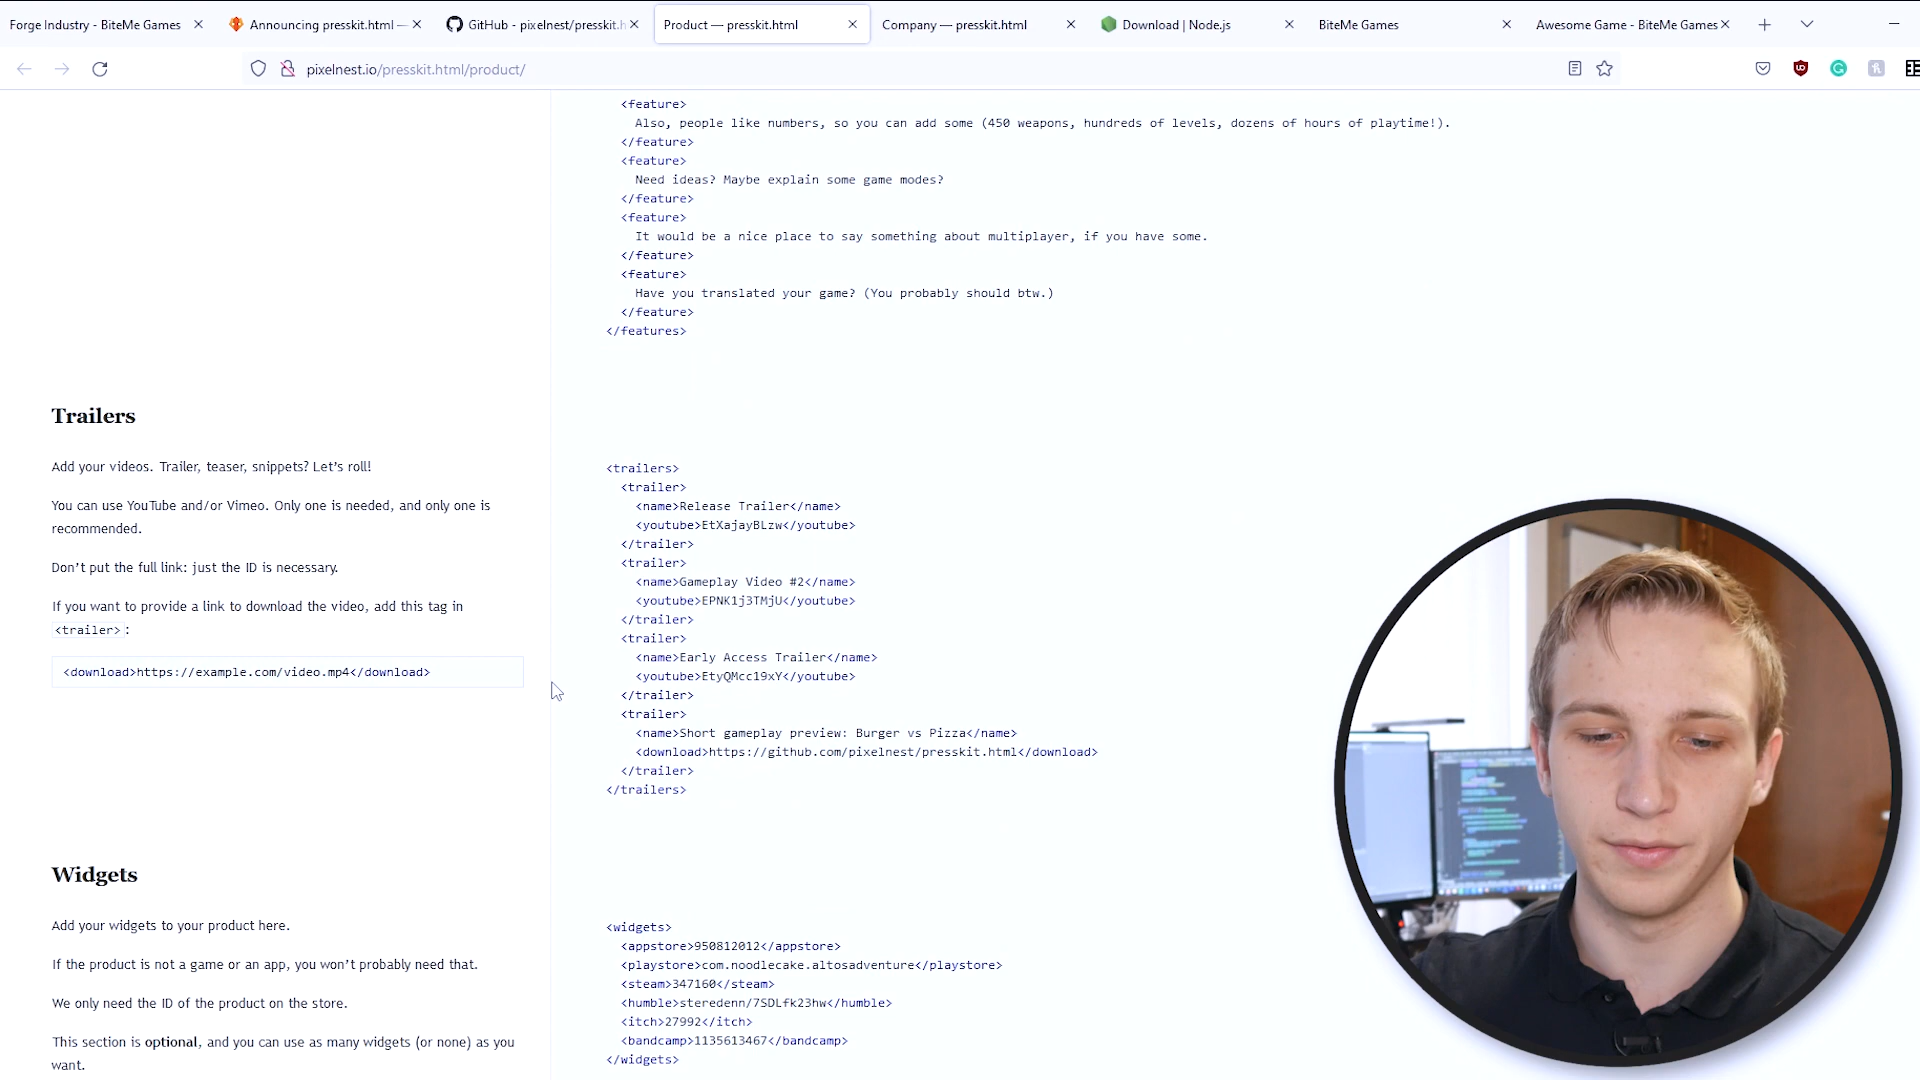 Forge Industry - BiteMe Games
Announcing presskit.html —
GitHub - pixelnest/presskit.h
Product — presskit.html
Company — presskit.html
Download | Node.js
BiteMe Games
Awesome Game - BiteMe Games
pixelnest.io/presskit.html/product/
<feature>
Also, people like numbers, so you can add some (450 weapons, hundreds of levels, dozens of hours of playtime!).
</feature>
<feature>
Need ideas? Maybe explain some game modes?
</feature>
<feature>
It would be a nice place to say something about multiplayer, if you have some.
</feature>
<feature>
Have you translated your game? (You probably should btw.)
</feature>
</features>
Trailers
Add your videos. Trailer, teaser, snippets? Let's roll!
You can use YouTube and/or Vimeo. Only one is needed, and only one is
recommended.
Don't put the full link: just the ID is necessary.
If you want to provide a link to download the video, add this tag in
<trailer> :
<download>https://example.com/video.mp4</download>
<trailers>
<trailer>
<name>Release Trailer</name>
<youtube>EtXajayBLzw</youtube>
</trailer>
<trailer>
<name>Gameplay Video #2</name>
<youtube>EPNK1j3TMjU</youtube>
</trailer>
<trailer>
<name>Early Access Trailer</name>
<youtube>EtyQMcc19xY</youtube>
</trailer>
<trailer>
<name>Short gameplay preview: Burger vs Pizza</name>
<download>https://github.com/pixelnest/presskit.html</download>
</trailer>
</trailers>
Widgets
Add your widgets to your product here.
If the product is not a game or an app, you won't probably need that.
We only need the ID of the product on the store.
This section is optional, and you can use as many widgets (or none) as you
want.
<widgets>
<appstore>950812012</appstore>
<playstore>com.noodlecake.altosadventure</playstore>
<steam>347160</steam>
<humble>steredenn/7SDLfk23hw</humble>
<itch>27992</itch>
<bandcamp>1135613467</bandcamp>
</widgets>